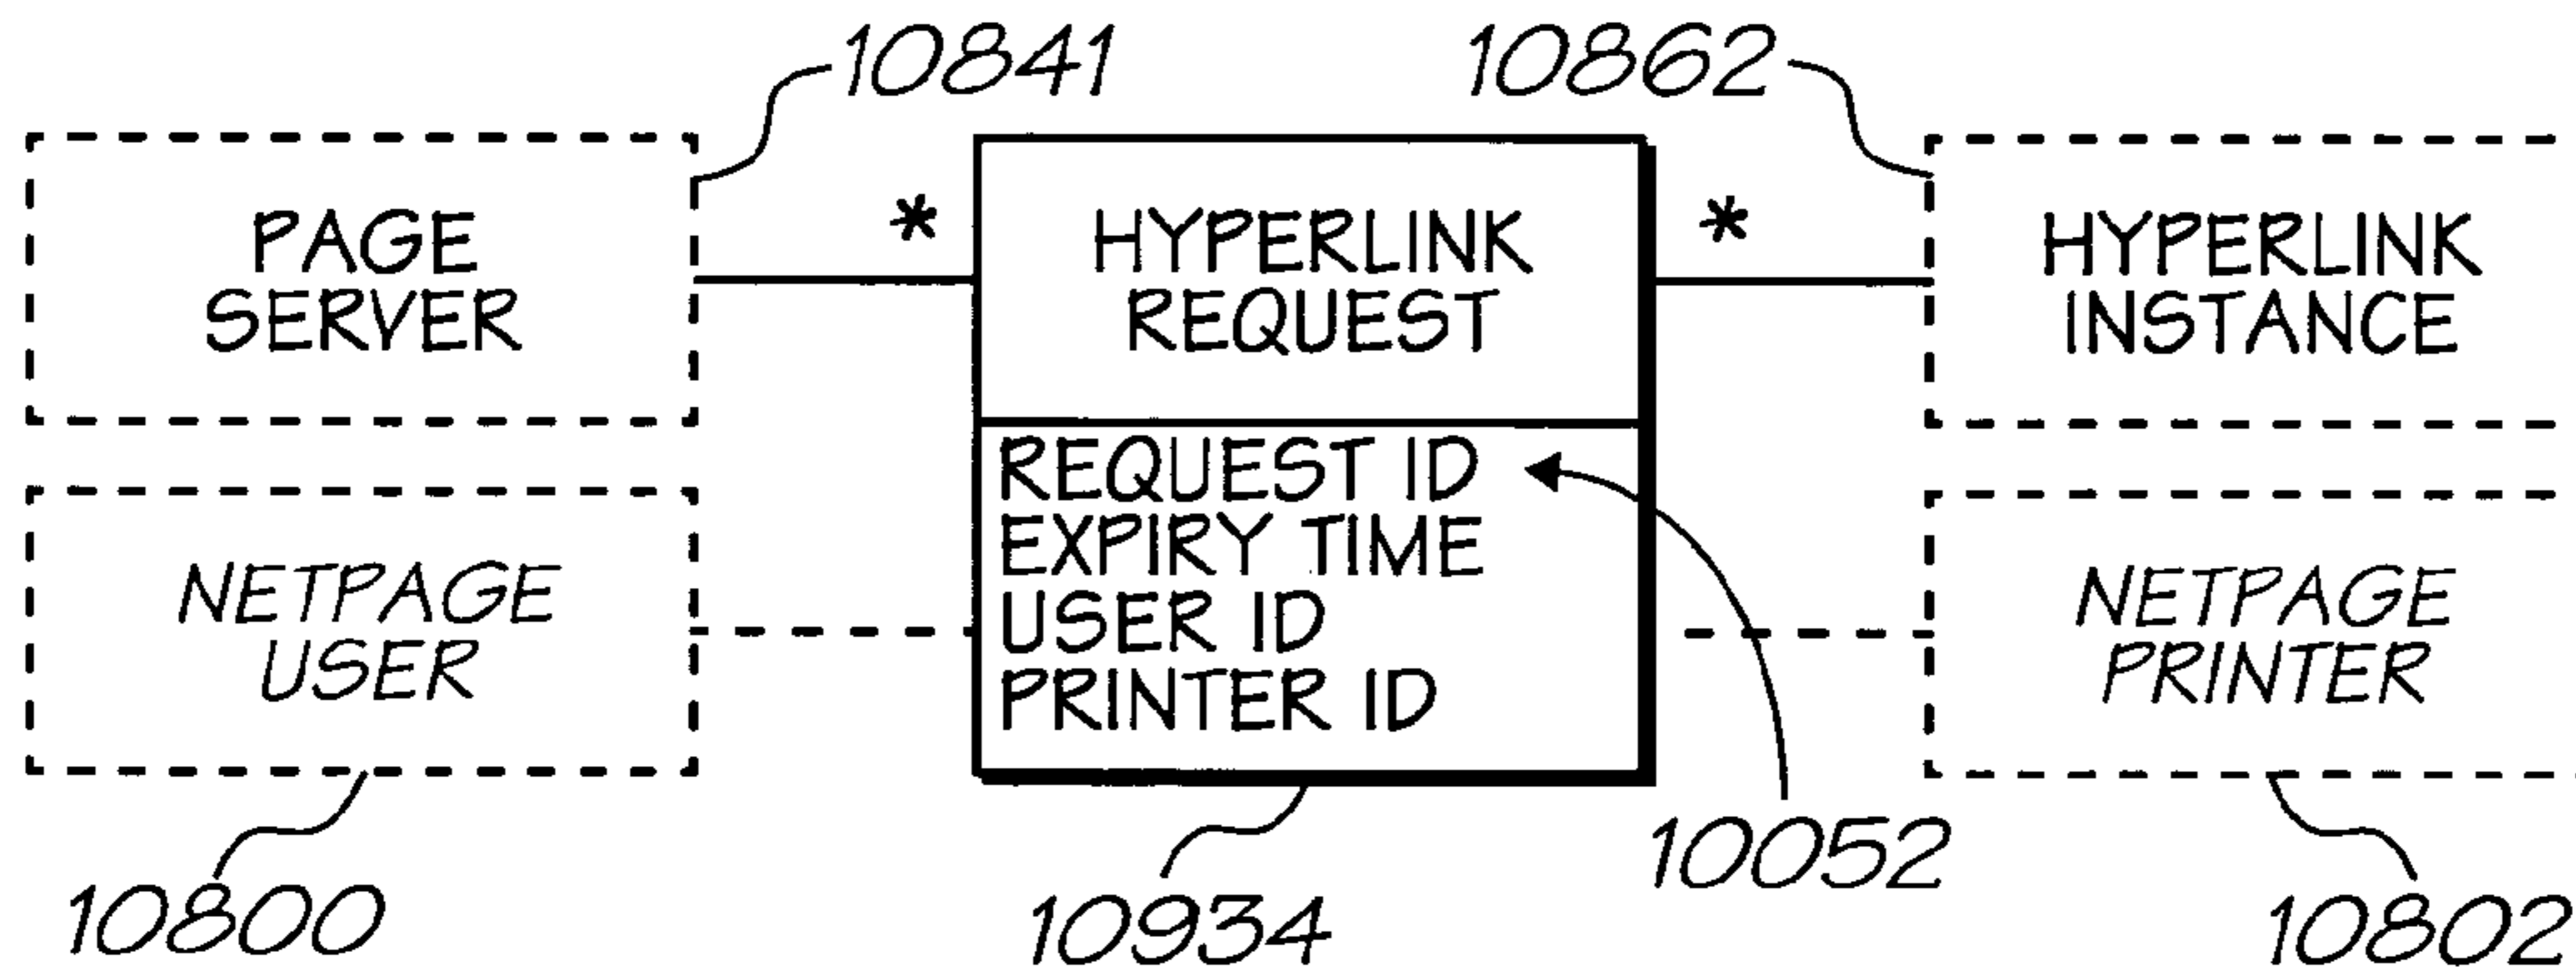 10841
10862
PAGE
SERVER
*
HYPERLINK
REQUEST
*
HYPERLINK
INSTANCE
REQUEST ID
EXPIRY TIME
USER ID
PRINTER ID
NETPAGE
USER
NETPAGE
PRINTER
10800
10934
10052
10802